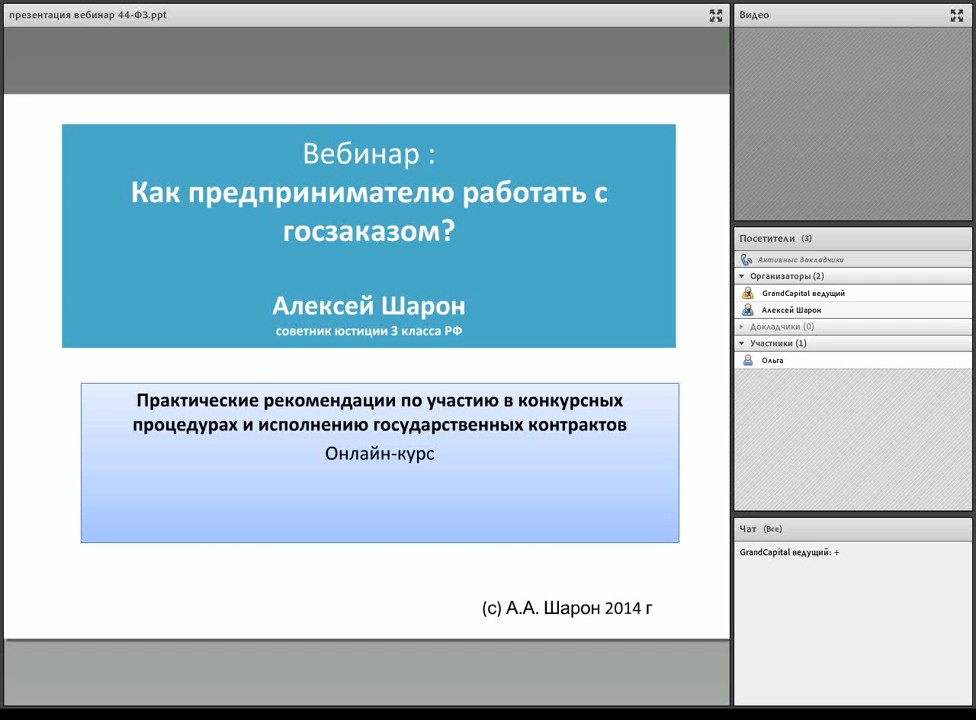 презентация вебинар 44-ФЗ.ppt
Вебинар :
Как предпринимателю работать с
госзаказом?
Алексей Шарон
советник юстиции 3 класса РФ
Практические рекомендации по участию в конкурсных
процедурах и исполнению государственных контрактов
Онлайн-курс
(с) А.А. Шарон 2014 г
Видео
Посетители (3)
Активные докладчики
Организаторы (2)
GrandCapital ведущий
Алексей Шарон
Докладчики (0)
Участники (1)
Ольга
Чат (Все)
GrandCapital ведущий: +